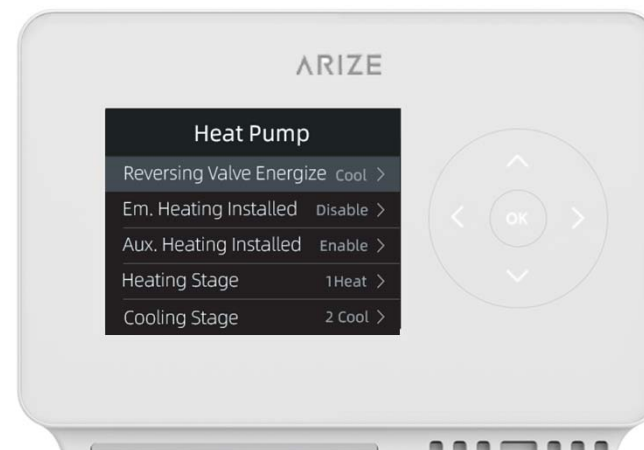 ARIZE
Heat Pump
Reversing Valve Energize Cool >
Em. Heating Installed Disable >
Aux. Heating Installed Enable >
Heating Stage 1Heat >
Cooling Stage 2 Cool >
OK